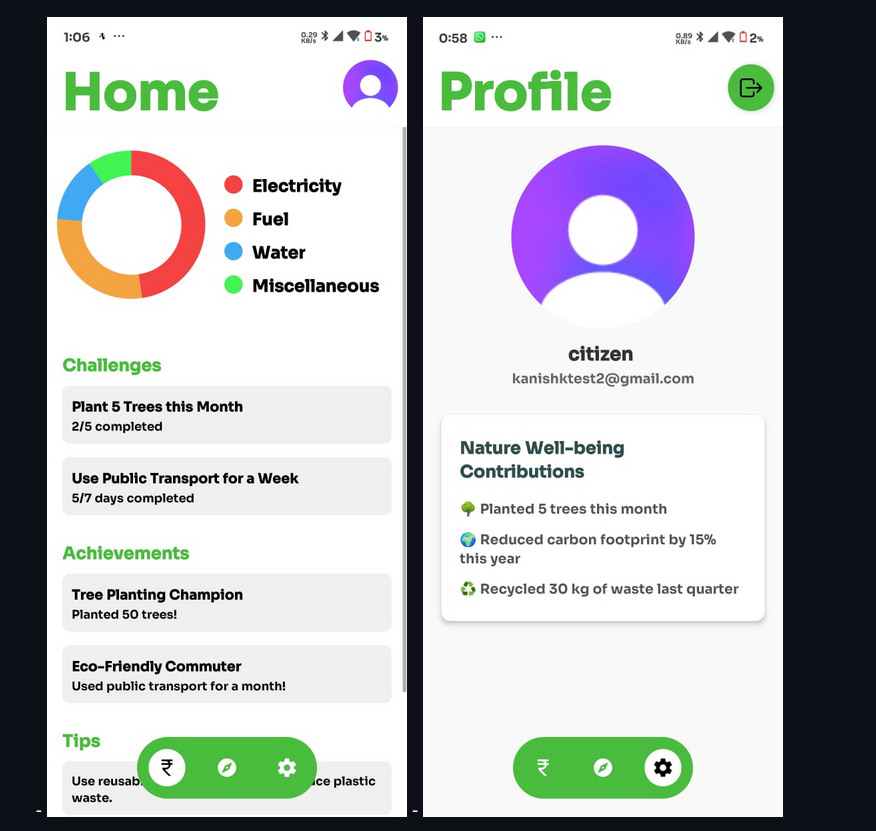 1:06 ...
0.29 KB/s 3%
Home
Electricity
Fuel
Water
Miscellaneous
Challenges
Plant 5 Trees this Month
2/5 completed
Use Public Transport for a Week
5/7 days completed
Achievements
Tree Planting Champion
Planted 50 trees!
Eco-Friendly Commuter
Used public transport for a month!
Tips
Use plastic
waste.
₹
-
0:58 ...
0.89 KB/s 2%
Profile
citizen
kanishktest2@gmail.com
Nature Well-being
Contributions
🌳 Planted 5 trees this month
🌍 Reduced carbon footprint by 15%
this year
♻️ Recycled 30 kg of waste last quarter
₹
-